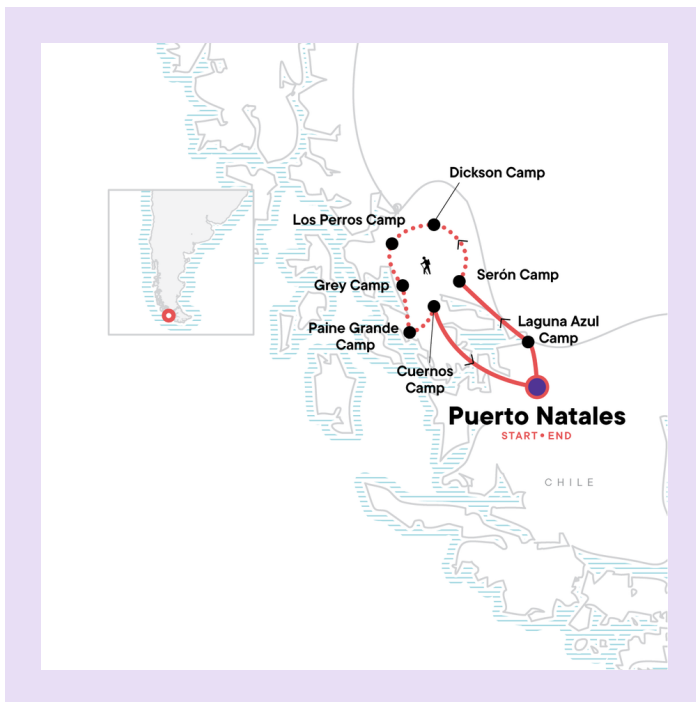 Dickson Camp
Los Perros Camp
Serón Camp
Grey Camp
Laguna Azul
Camp
Paine Grande
Camp
Cuernos
Camp
Puerto Natales
START • END
CHILE